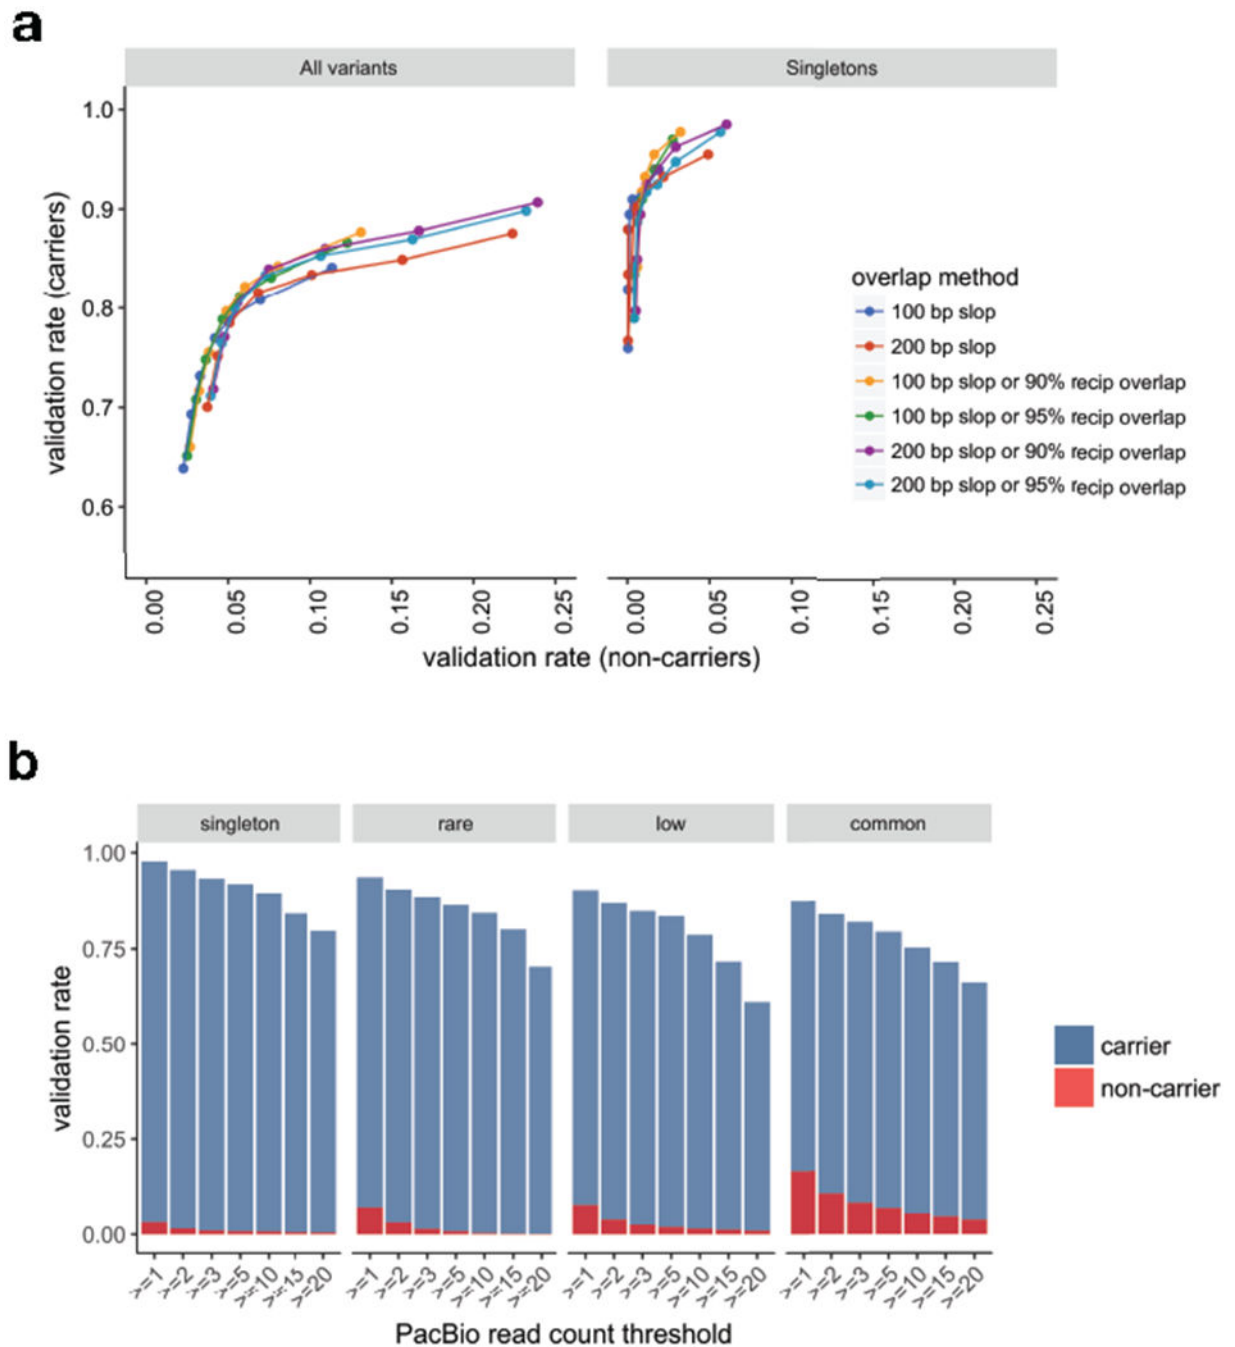 a
All variants
Singletons
1.0
0.9
0.8
0.7
0.6
validation rate (carriers)
0.00 0.05 0.10 0.15 0.20 0.25
0.00 0.05 0.10 0.15 0.20 0.25
validation rate (non-carriers)
overlap method
100 bp slop
200 bp slop
100 bp slop or 90% recip overlap
100 bp slop or 95% recip overlap
200 bp slop or 90% recip overlap
200 bp slop or 95% recip overlap
b
singleton
rare
low
common
1.00
0.75
0.50
0.25
0.00
validation rate
>=1 >=2 >=3 >=5 >=10 >=15 >=20
>=1 >=2 >=3 >=5 >=10 >=15 >=20
>=1 >=2 >=3 >=5 >=10 >=15 >=20
>=1 >=2 >=3 >=5 >=10 >=15 >=20
PacBio read count threshold
carrier
non-carrier